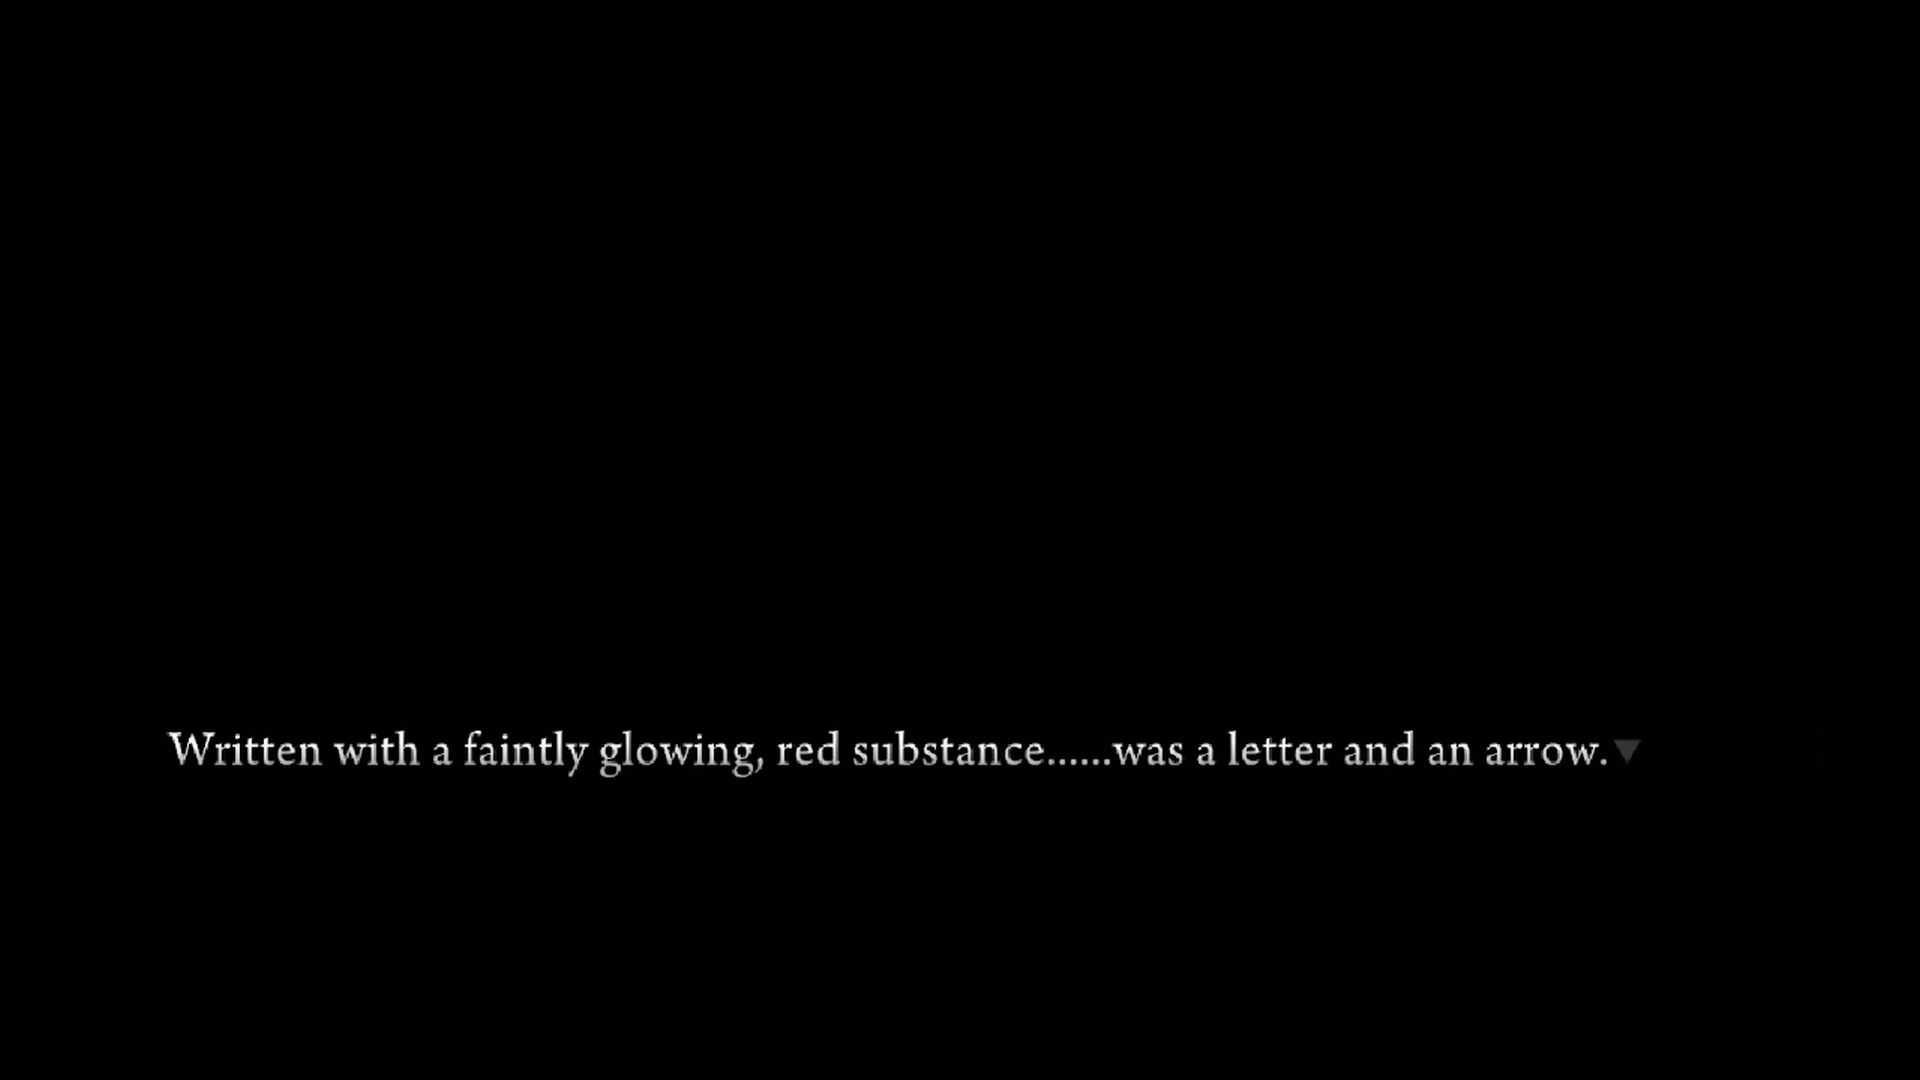 Written with a faintly glowing, red substance......was a letter and an arrow.